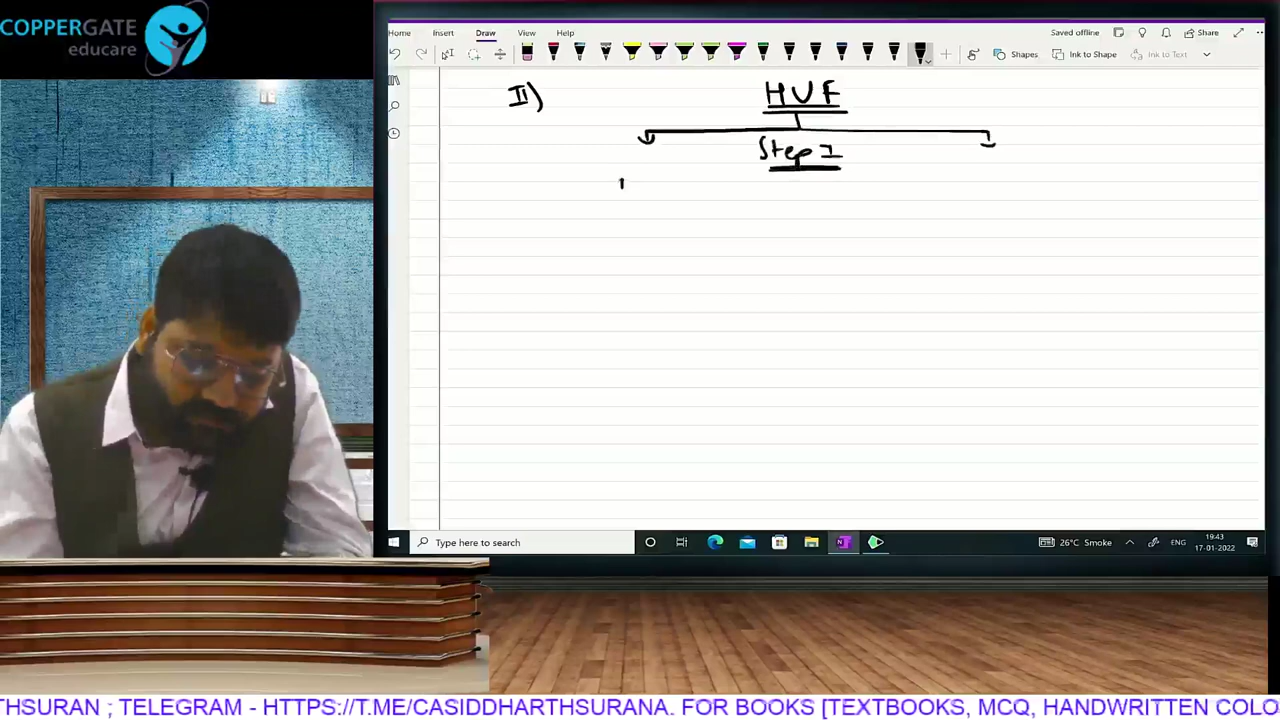 COPPERGATE
educare
Home Insert Draw View Help Saved offline Share
Shapes Ink to Shape Ink to Text
II) HUF
Step I
Type here to search 26°C Smoke ENG 19:43
17-01-2022
THSURAN ; TELEGRAM - HTTPS://T.ME/CASIDDHARTHSURANA. FOR BOOKS [TEXTBOOKS, MCQ, HANDWRITTEN COLO